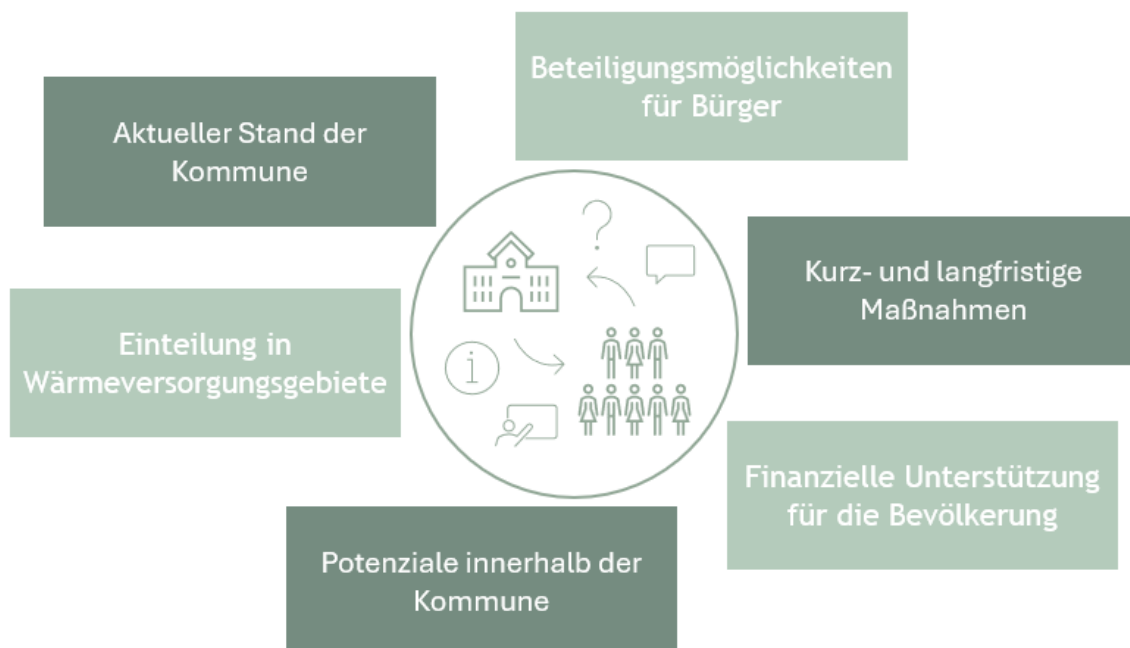 Beteiligungsmöglichkeiten
für Bürger
Aktueller Stand der
Kommune
Kurz- und langfristige
Maßnahmen
Einteilung in
Wärmeversorgungsgebiete
Finanzielle Unterstützung
für die Bevölkerung
Potenziale innerhalb der
Kommune
?
i